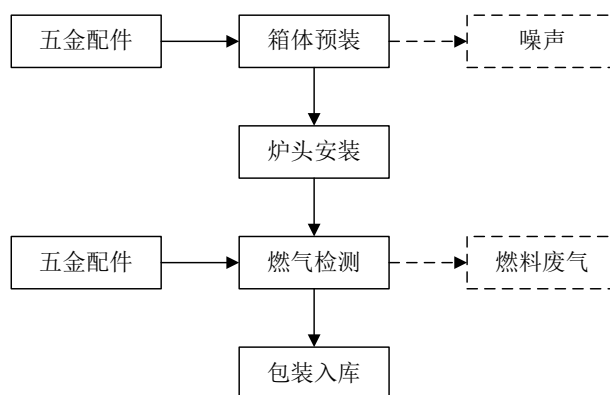 五金配件
箱体预装
噪声
炉头安装
五金配件
燃气检测
燃料废气
包装入库